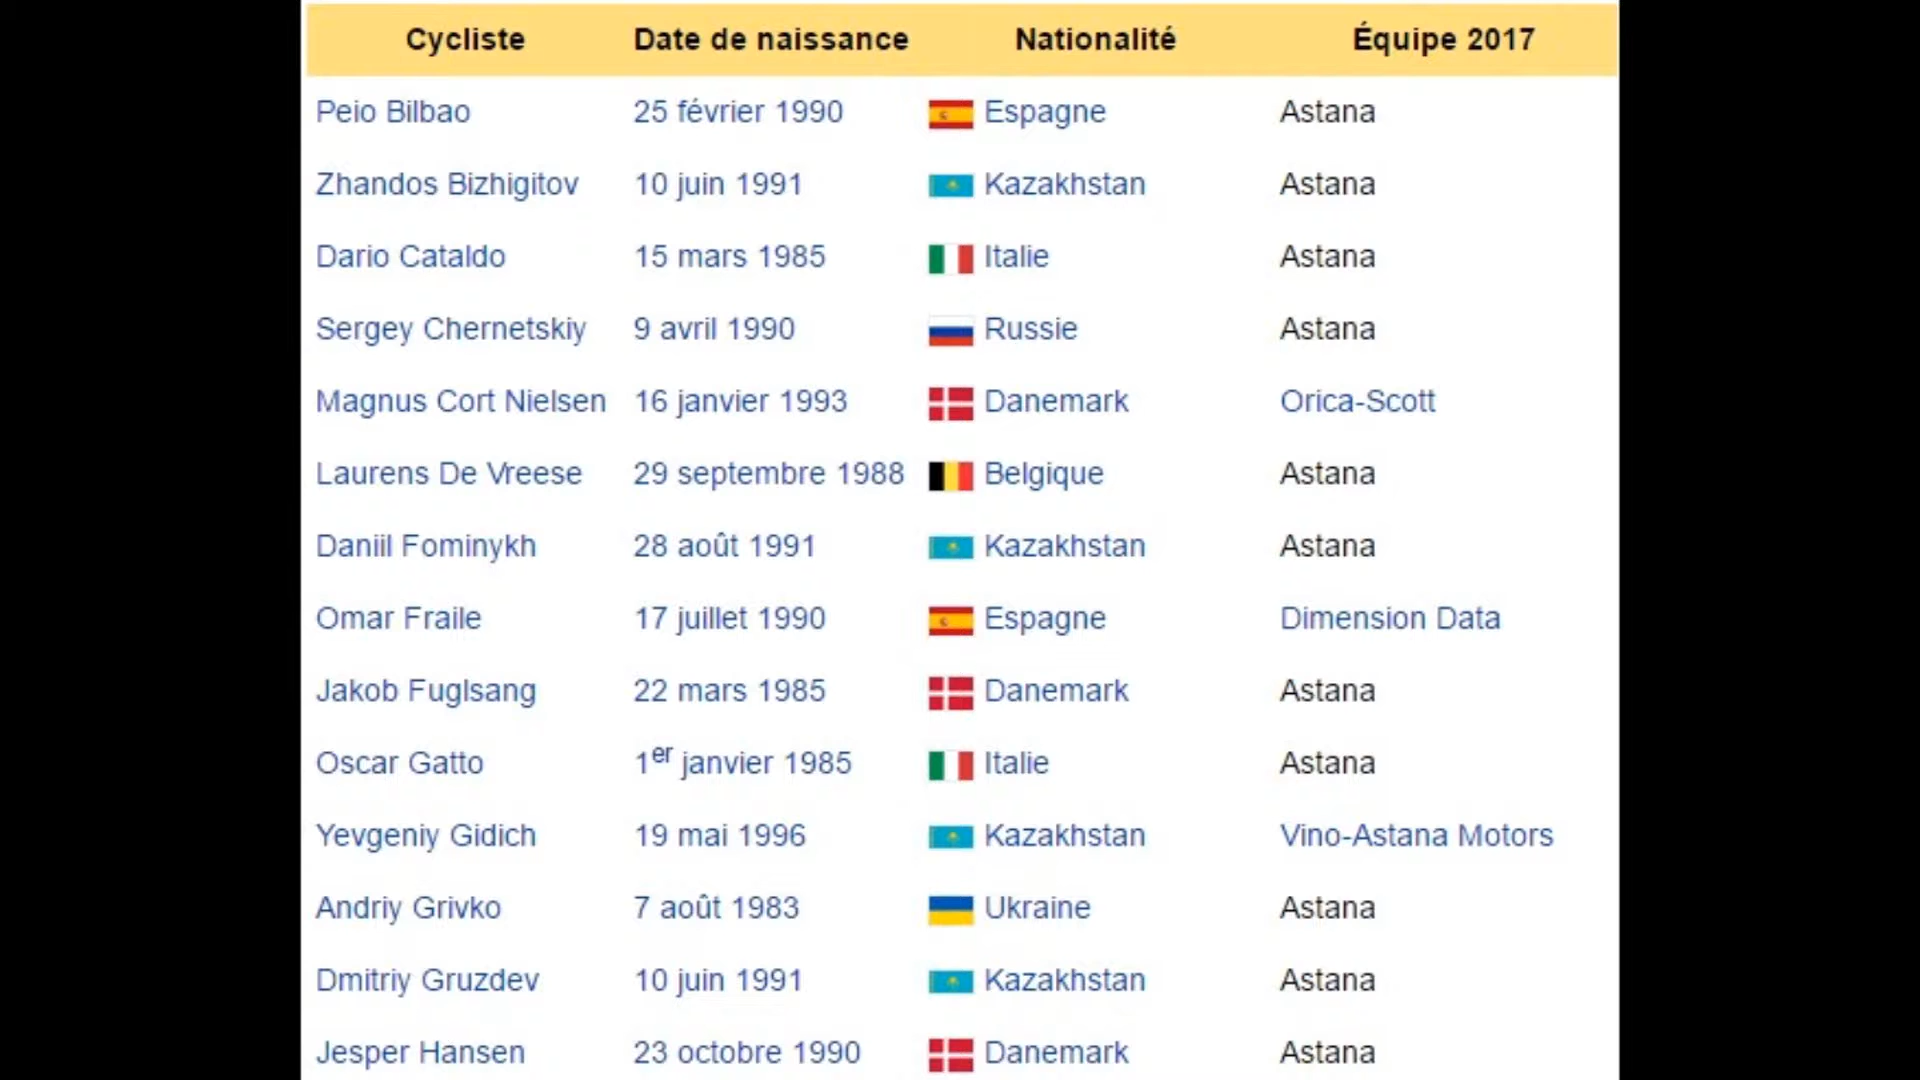 Cycliste Date de naissance Nationalité Équipe 2017
Peio Bilbao 25 février 1990 Espagne Astana
Zhandos Bizhigitov 10 juin 1991 Kazakhstan Astana
Dario Cataldo 15 mars 1985 Italie Astana
Sergey Chernetskiy 9 avril 1990 Russie Astana
Magnus Cort Nielsen 16 janvier 1993 Danemark Orica-Scott
Laurens De Vreese 29 septembre 1988 Belgique Astana
Daniil Fominykh 28 août 1991 Kazakhstan Astana
Omar Fraile 17 juillet 1990 Espagne Dimension Data
Jakob Fuglsang 22 mars 1985 Danemark Astana
Oscar Gatto 1er janvier 1985 Italie Astana
Yevgeniy Gidich 19 mai 1996 Kazakhstan Vino-Astana Motors
Andriy Grivko 7 août 1983 Ukraine Astana
Dmitriy Gruzdev 10 juin 1991 Kazakhstan Astana
Jesper Hansen 23 octobre 1990 Danemark Astana